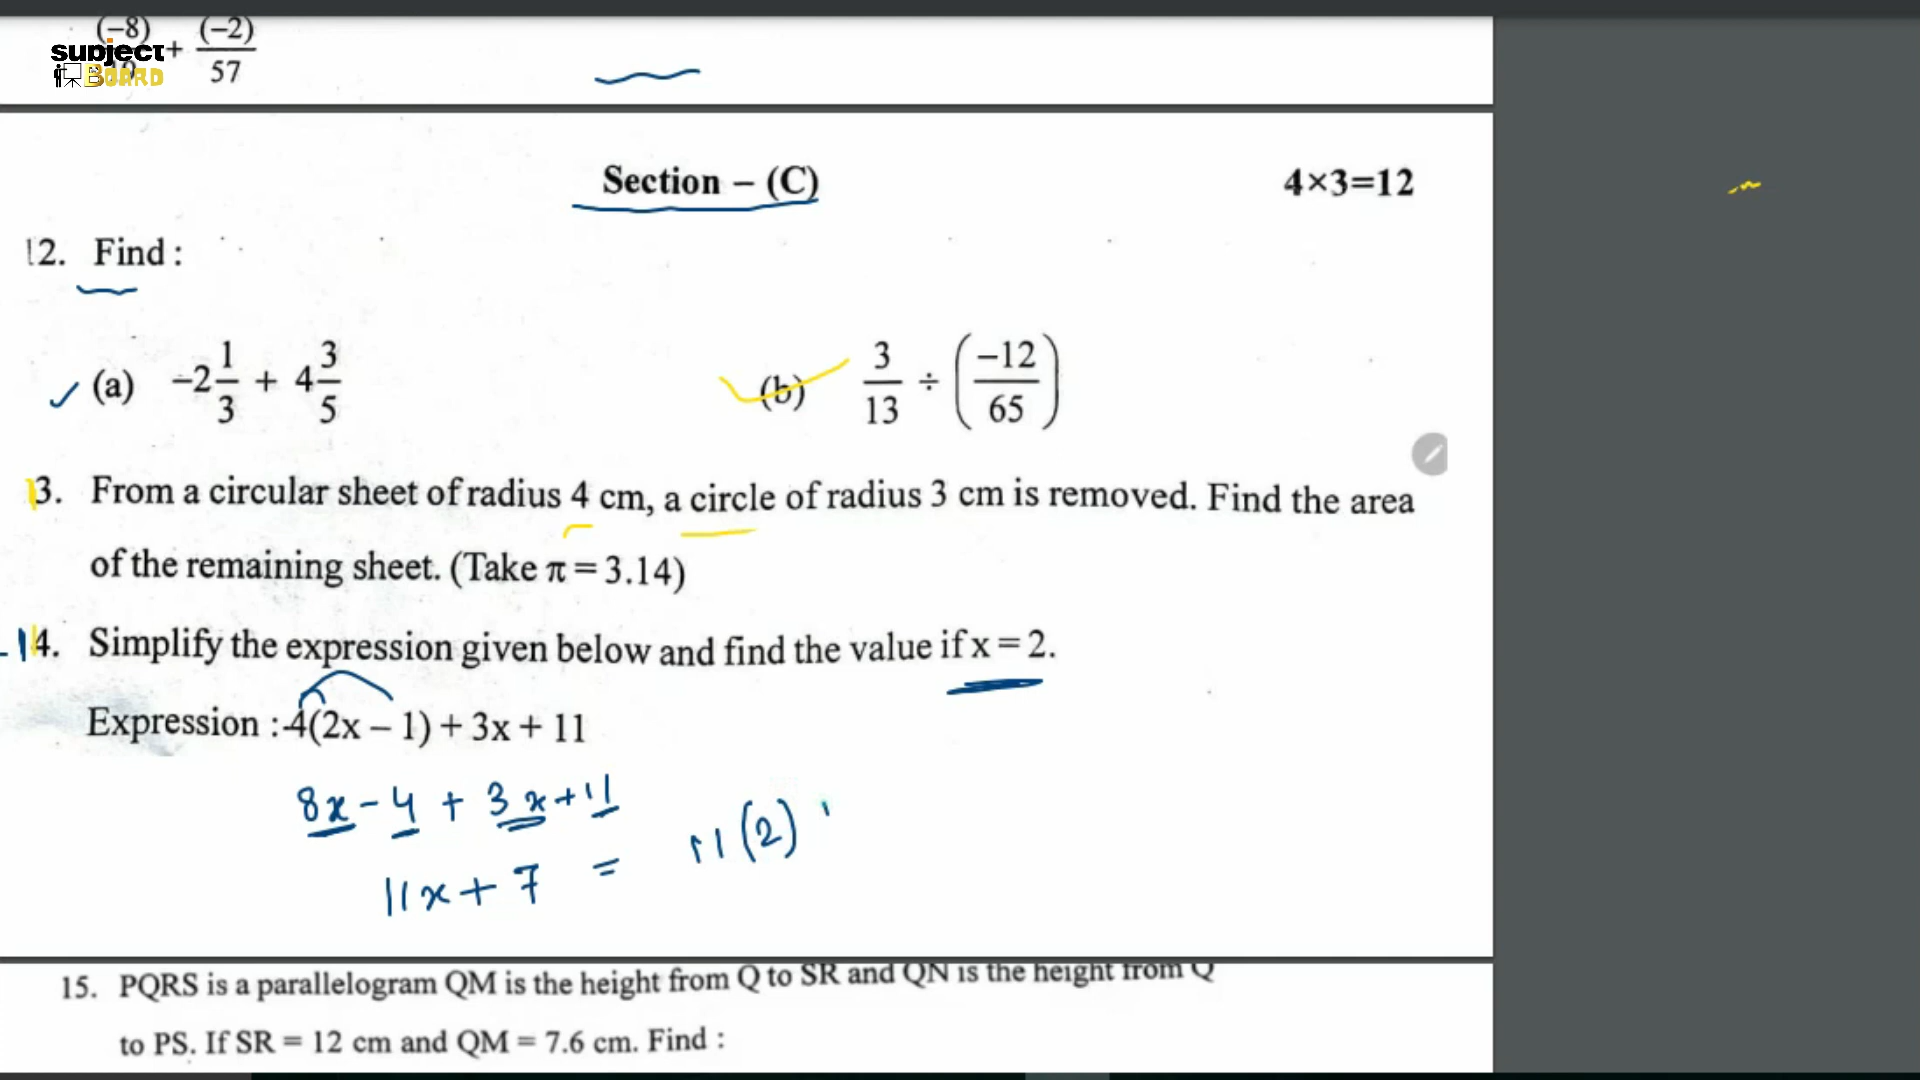 (−8) + (−2)/57
subject
BOARD
Section – (C) 4×3=12
12. Find :
(a) −2 1/3 + 4 3/5 (b) 3/13 ÷ (−12/65)
13. From a circular sheet of radius 4 cm, a circle of radius 3 cm is removed. Find the area
of the remaining sheet. (Take π = 3.14)
14. Simplify the expression given below and find the value if x = 2.
Expression : 4(2x – 1) + 3x + 11
8x - 4 + 3x + 11
11x + 7 = 11(2)
15. PQRS is a parallelogram QM is the height from Q to SR and QN is the height from Q
to PS. If SR = 12 cm and QM = 7.6 cm. Find :